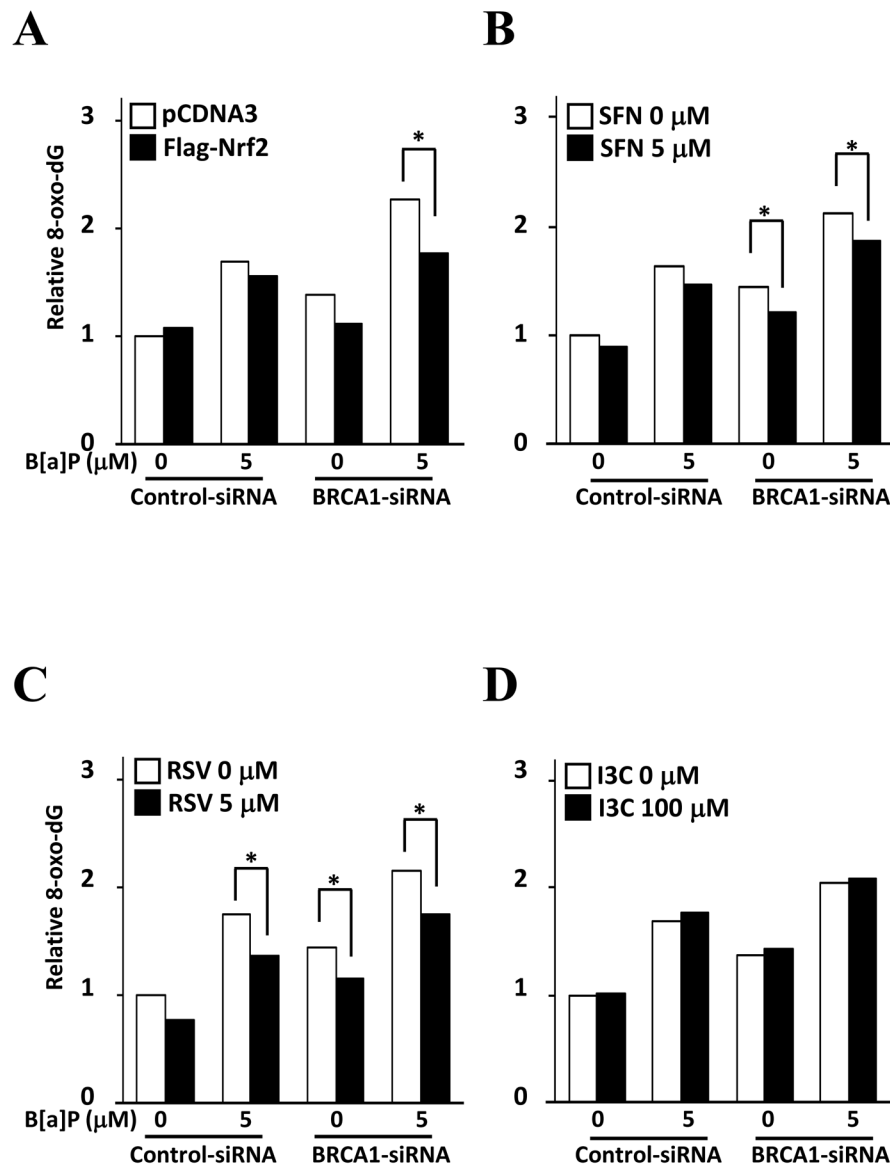 A
Relative 8-oxo-dG
3
2
1
0
pCDNA3
Flag-Nrf2
*
B[a]P (μM) 0 5 0 5
Control-siRNA BRCA1-siRNA
B
3
2
1
0
SFN 0 μM
SFN 5 μM
*
*
0 5 0 5
Control-siRNA BRCA1-siRNA
C
Relative 8-oxo-dG
3
2
1
0
RSV 0 μM
RSV 5 μM
*
*
*
B[a]P (μM) 0 5 0 5
Control-siRNA BRCA1-siRNA
D
3
2
1
0
I3C 0 μM
I3C 100 μM
0 5 0 5
Control-siRNA BRCA1-siRNA